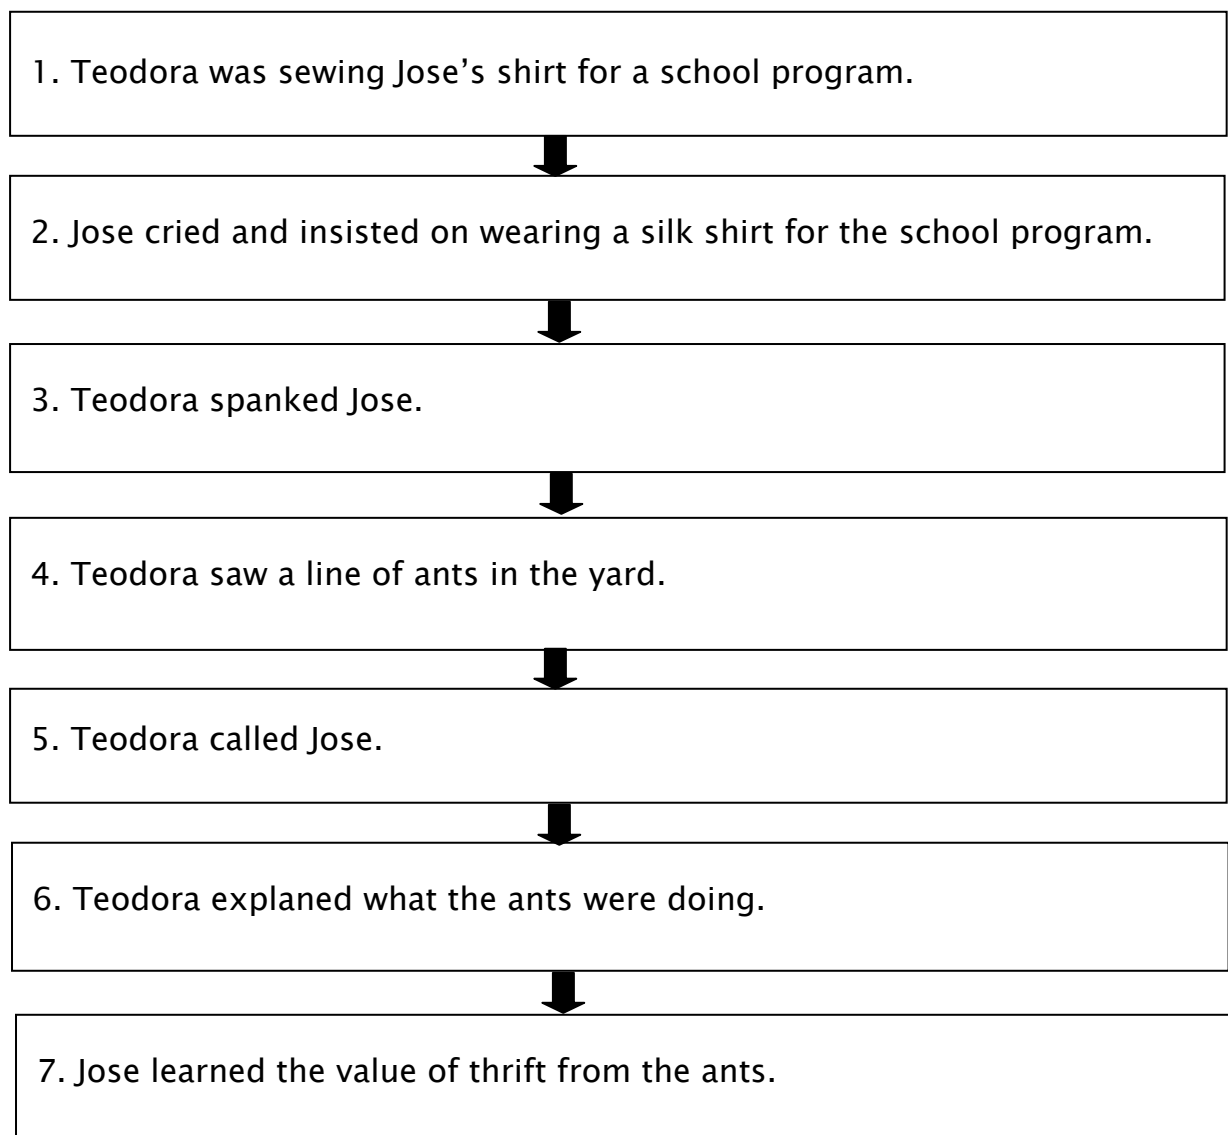 1. Teodora was sewing Jose’s shirt for a school program.
2. Jose cried and insisted on wearing a silk shirt for the school program.
3. Teodora spanked Jose.
4. Teodora saw a line of ants in the yard.
5. Teodora called Jose.
6. Teodora explaned what the ants were doing.
7. Jose learned the value of thrift from the ants.